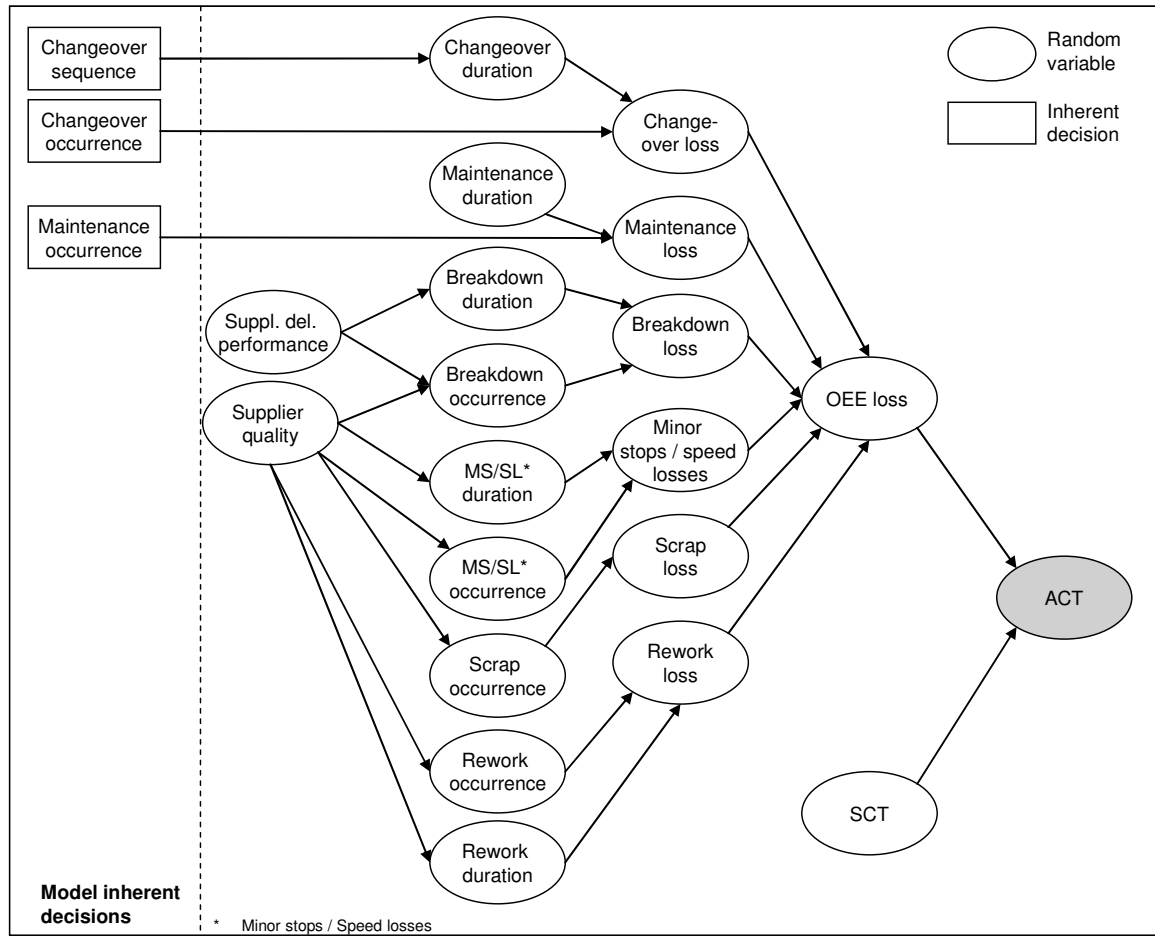 Changeover
sequence
Changeover
duration
Random
variable
Changeover
occurrence
Change-
over loss
Inherent
decision
Maintenance
duration
Maintenance
occurrence
Maintenance
loss
Breakdown
duration
Suppl. del.
performance
Breakdown
loss
Breakdown
occurrence
OEE loss
Supplier
quality
Minor
stops / speed
losses
MS/SL*
duration
Scrap
loss
MS/SL*
occurrence
ACT
Scrap
occurrence
Rework
loss
Rework
occurrence
SCT
Rework
duration
Model inherent
decisions
* Minor stops / Speed losses